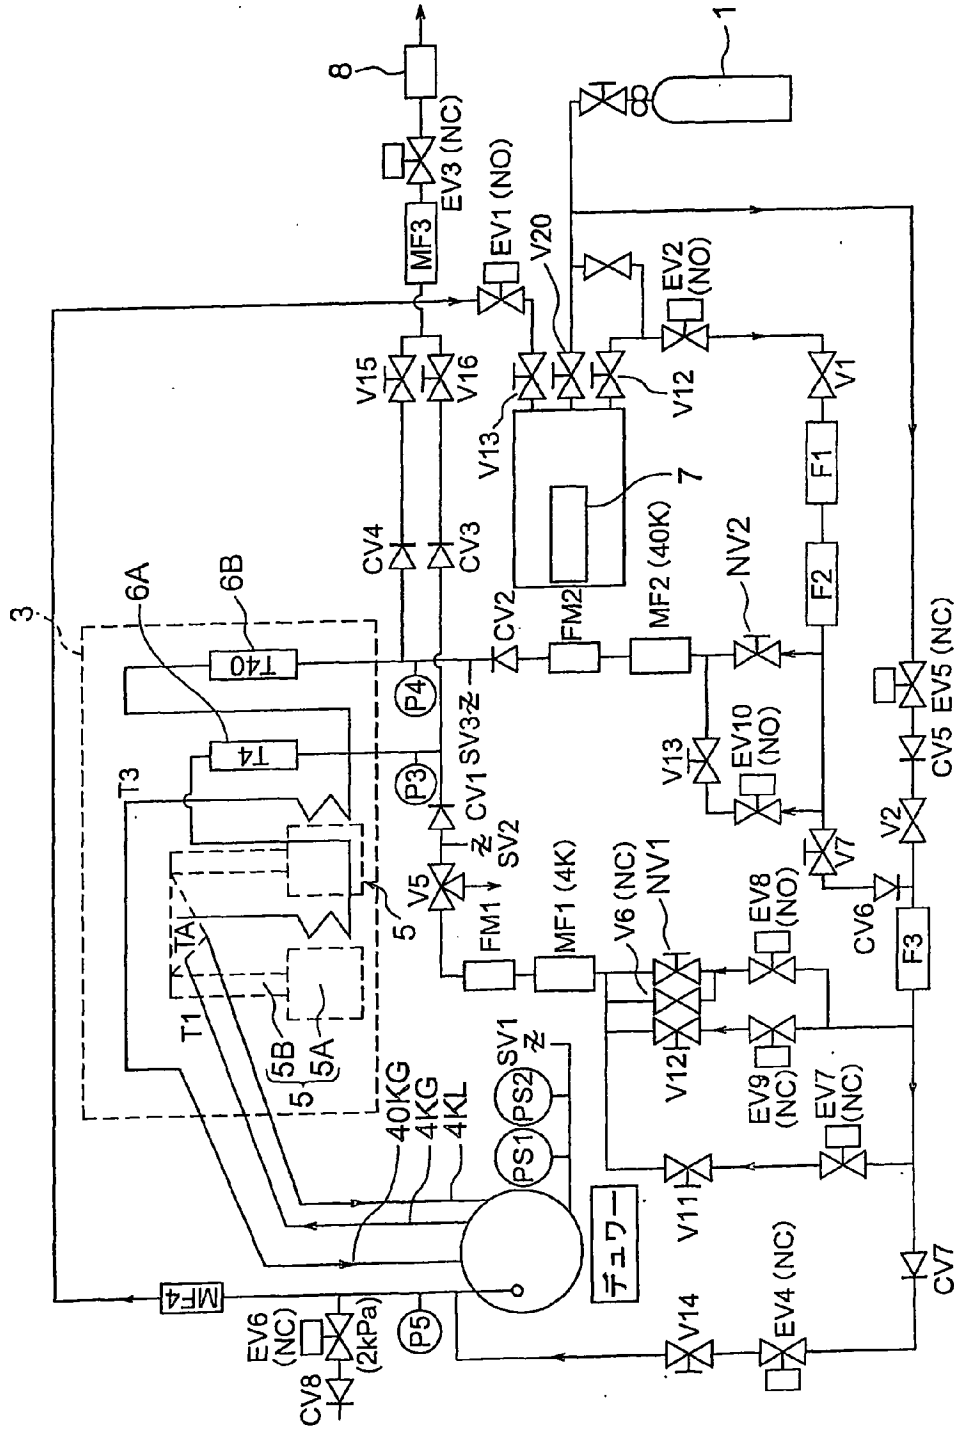 8
1
EV3 (NC)
MF3
EV1 (NO)
V20
EV2
(NO)
V15
V16
V13
V12
V1
7
F1
F2
CV4
CV3
3
6A
6B
T40
T4
T3
P4
P3
SV3
CV2
FM2
MF2 (40K)
NV2
CV1
SV2
V5
V13
EV10
(NO)
V7
EV5 (NC)
CV5
V2
CV6
F3
TA
T1
5
5B
5A
5
FM1
MF1 (4K)
V6 (NC)
NV1
EV8
(NO)
V12
EV9
(NC)
EV7
(NC)
V11
SV1
PS2
PS1
40KG
4KG
4KL
デュワー
MF4
EV6
(NC)
(2kPa)
CV8
P5
V14
EV4 (NC)
CV7